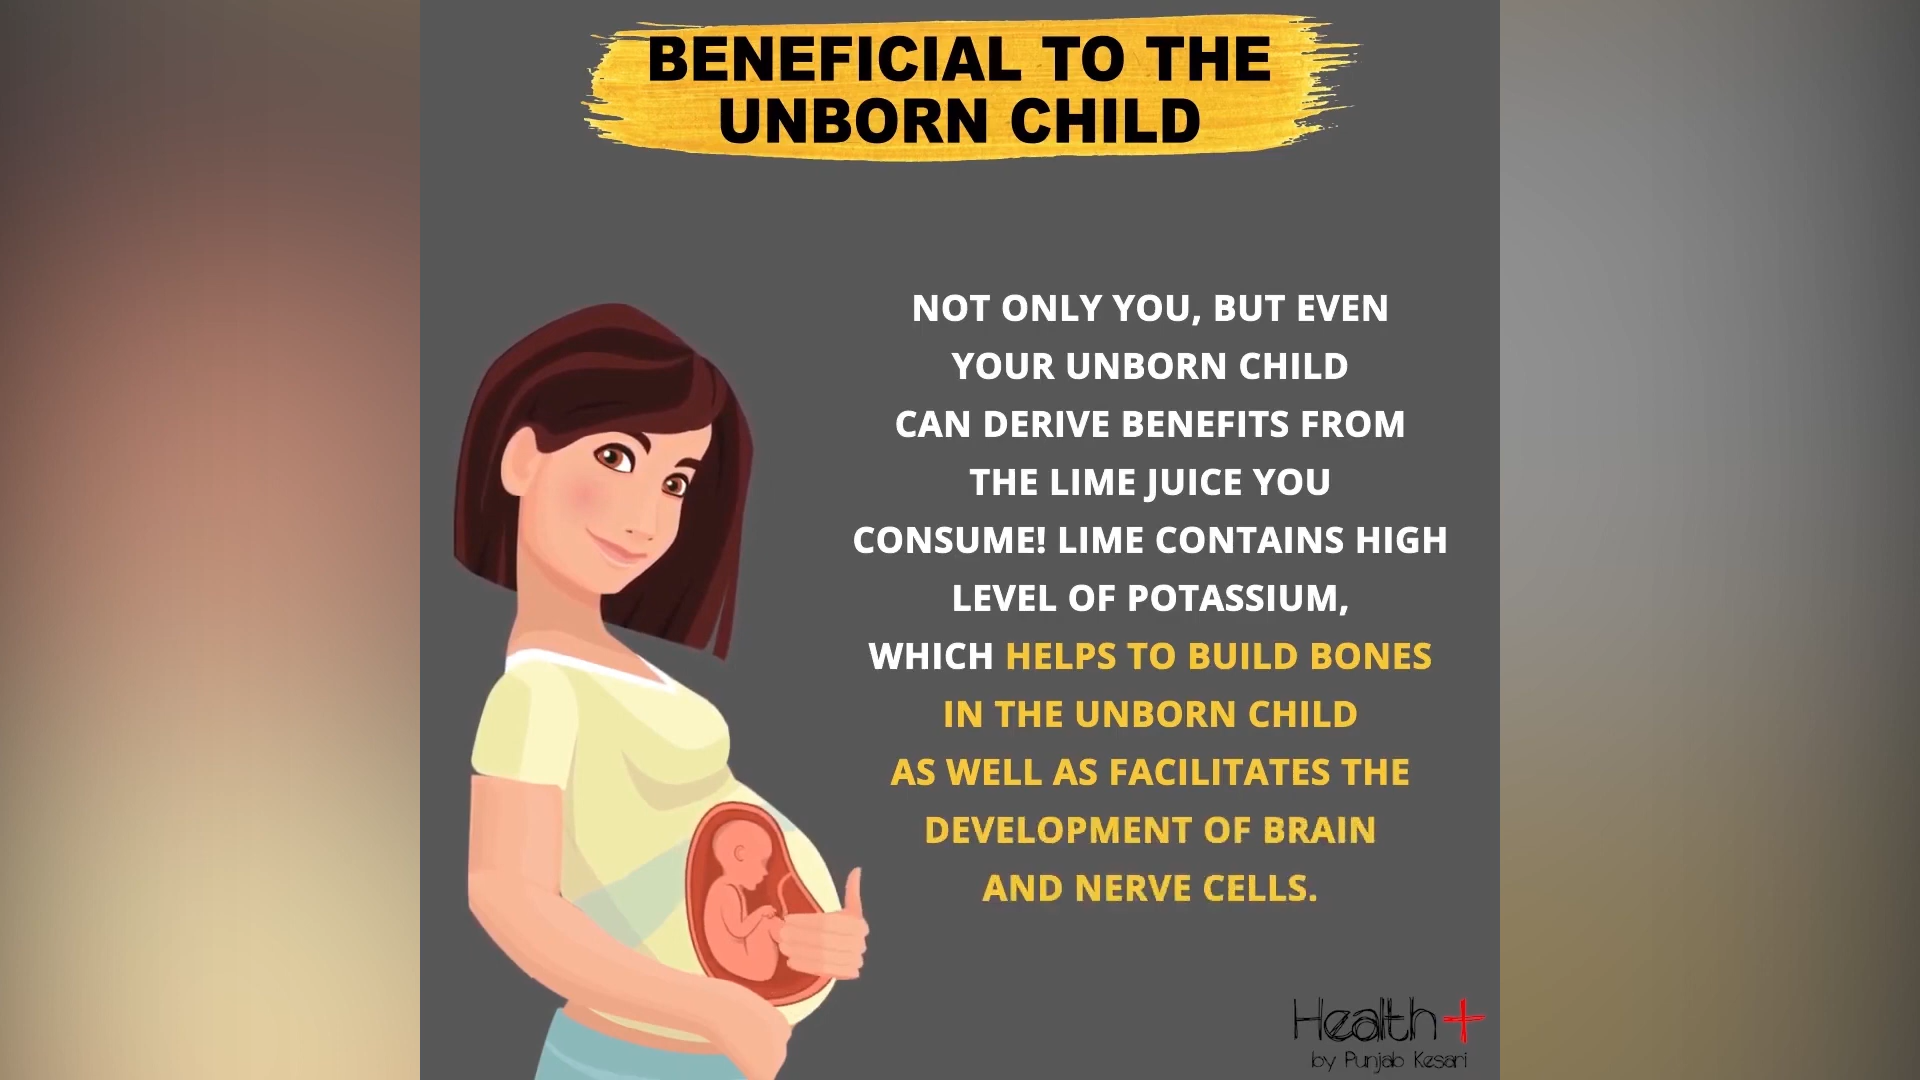 BENEFICIAL TO THE
UNBORN CHILD
NOT ONLY YOU, BUT EVEN
YOUR UNBORN CHILD
CAN DERIVE BENEFITS FROM
THE LIME JUICE YOU
CONSUME! LIME CONTAINS HIGH
LEVEL OF POTASSIUM,
WHICH HELPS TO BUILD BONES
IN THE UNBORN CHILD
AS WELL AS FACILITATES THE
DEVELOPMENT OF BRAIN
AND NERVE CELLS.
Health+
by Punjab Kesari